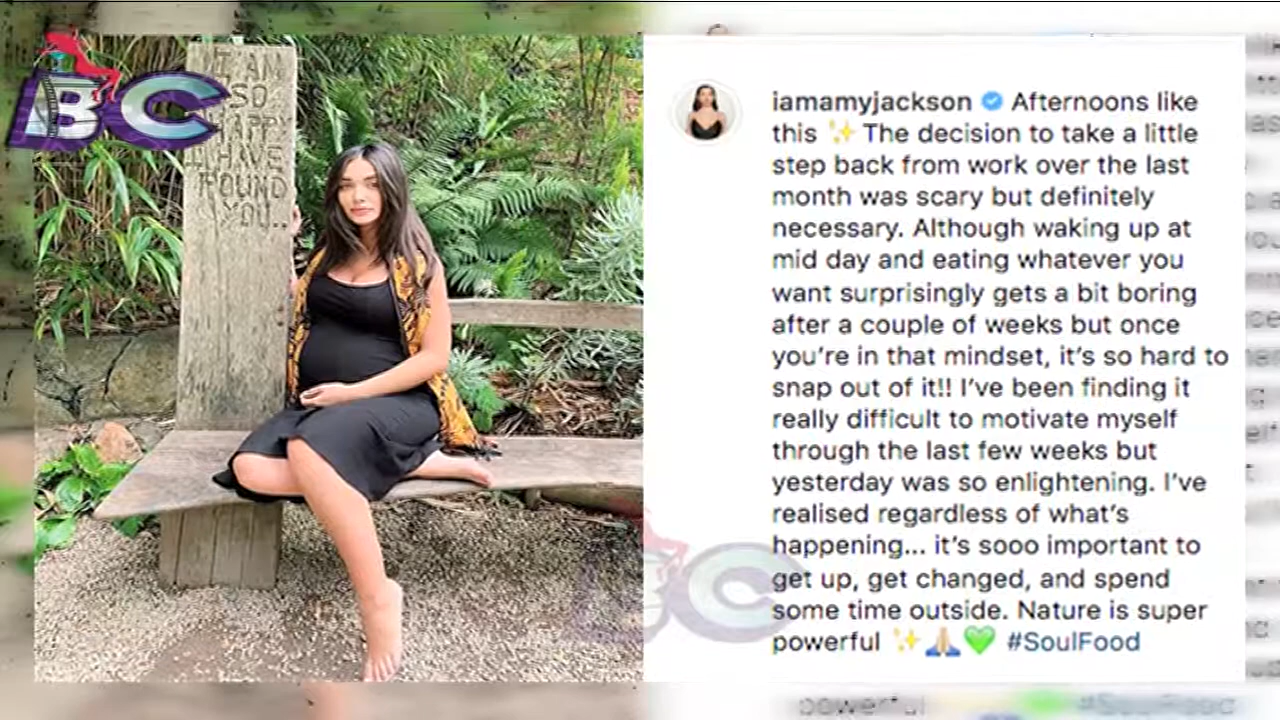 BC
I AM
SO
HAPPY
I HAVE
FOUND
YOU..
iamamyjackson Afternoons like
this ✨ The decision to take a little
step back from work over the last
month was scary but definitely
necessary. Although waking up at
mid day and eating whatever you
want surprisingly gets a bit boring
after a couple of weeks but once
you're in that mindset, it's so hard to
snap out of it!! I've been finding it
really difficult to motivate myself
through the last few weeks but
yesterday was so enlightening. I've
realised regardless of what's
happening... it's sooo important to
get up, get changed, and spend
some time outside. Nature is super
powerful ✨🙏🏼💚 #SoulFood
BC
powerful #SoulFood